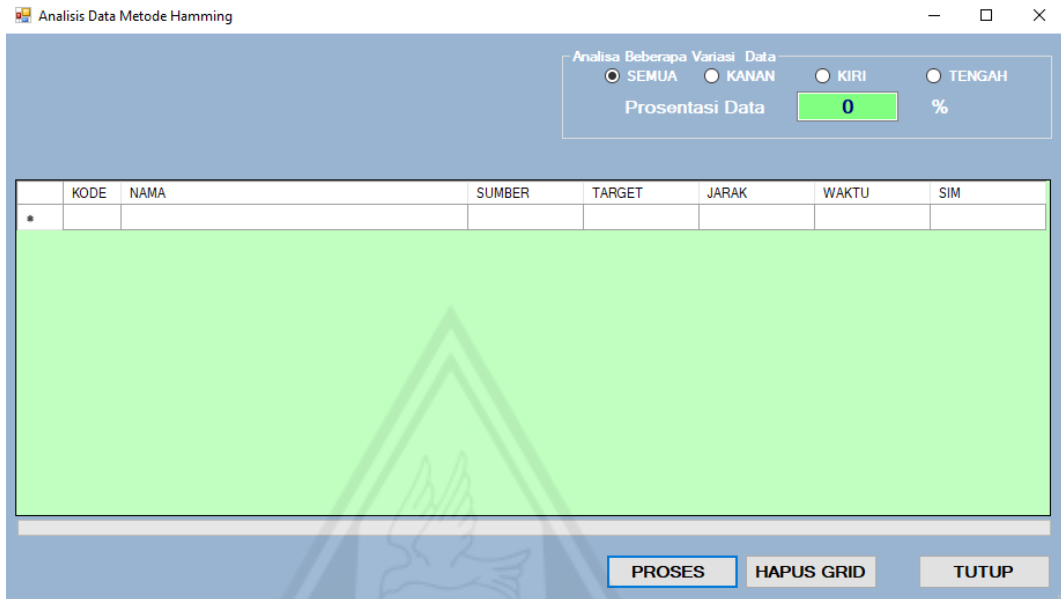 Analisis Data Metode Hamming
Analisa Beberapa Variasi Data
SEMUA KANAN KIRI TENGAH
Prosentasi Data 0 %
KODE NAMA SUMBER TARGET JARAK WAKTU SIM
*
PROSES HAPUS GRID TUTUP